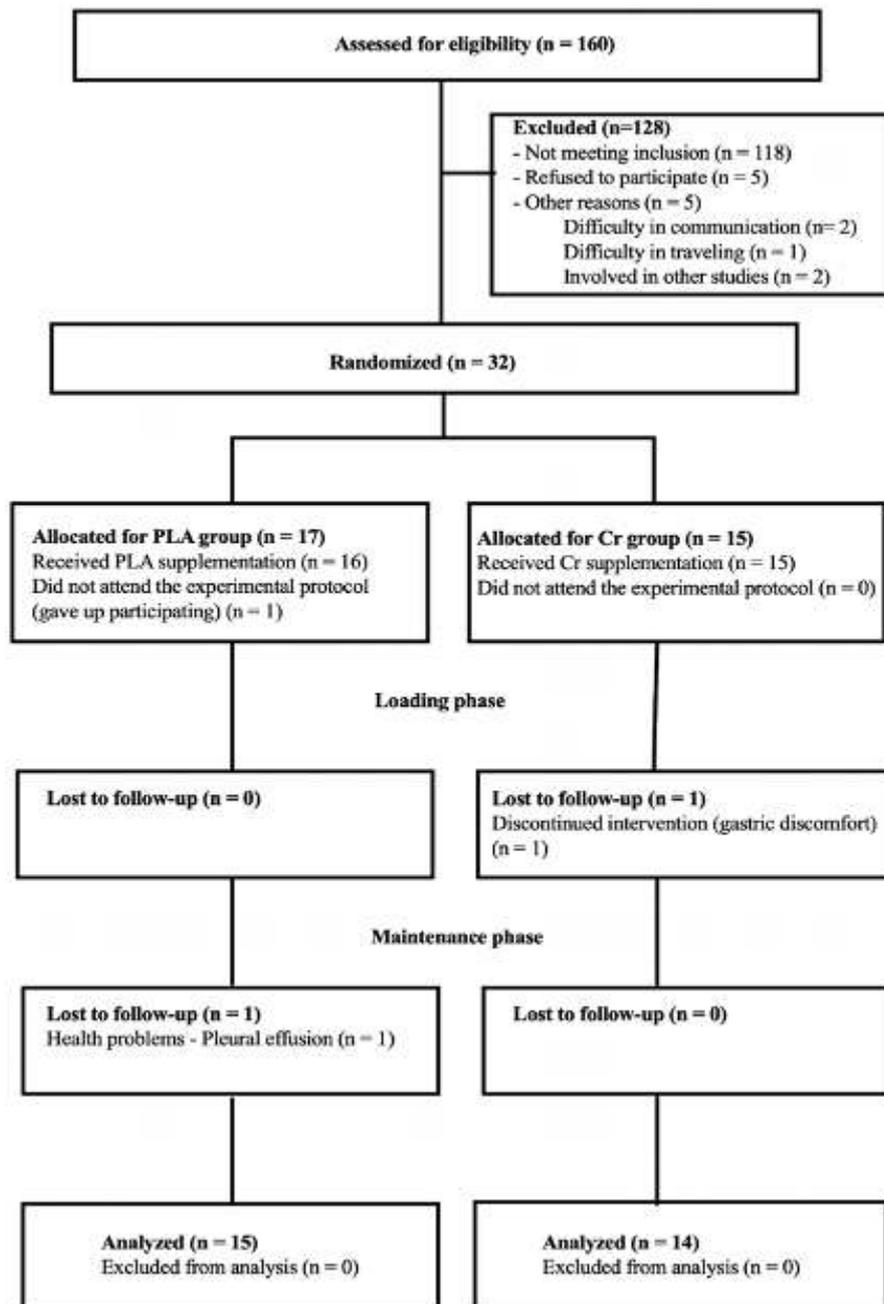 Assessed for eligibility (n = 160)
Excluded (n=128)
- Not meeting inclusion (n = 118)
- Refused to participate (n = 5)
- Other reasons (n = 5)
Difficulty in communication (n= 2)
Difficulty in traveling (n = 1)
Involved in other studies (n = 2)
Randomized (n = 32)
Allocated for PLA group (n = 17)
Received PLA supplementation (n = 16)
Did not attend the experimental protocol
(gave up participating) (n = 1)
Allocated for Cr group (n = 15)
Received Cr supplementation (n = 15)
Did not attend the experimental protocol (n = 0)
Loading phase
Lost to follow-up (n = 0)
Lost to follow-up (n = 1)
Discontinued intervention (gastric discomfort)
(n = 1)
Maintenance phase
Lost to follow-up (n = 1)
Health problems - Pleural effusion (n = 1)
Lost to follow-up (n = 0)
Analyzed (n = 15)
Excluded from analysis (n = 0)
Analyzed (n = 14)
Excluded from analysis (n = 0)